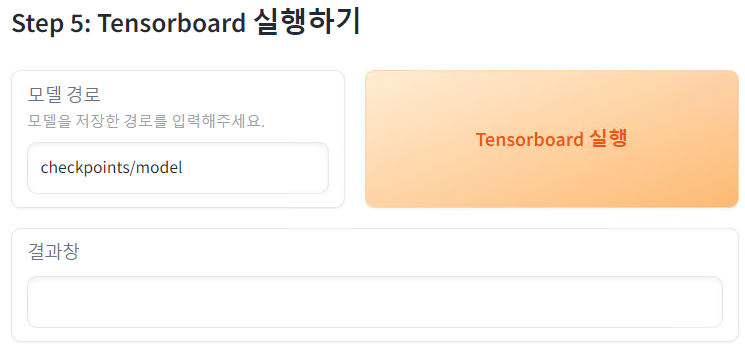 Step 5: Tensorboard 실행하기
모델 경로
모델을 저장한 경로를 입력해주세요.
checkpoints/model
Tensorboard 실행
결과창